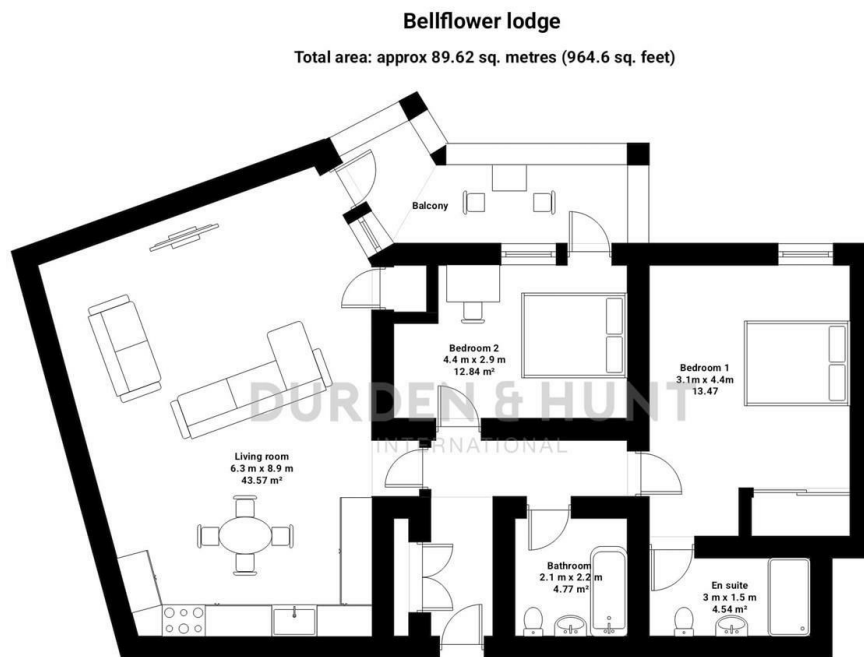 Bellflower lodge
Total area: approx 89.62 sq. metres (964.6 sq. feet)
Balcony
Bedroom 2
4.4 m x 2.9 m
12.84 m²
Bedroom 1
3.1m x 4.4m
13.47
DURDEN & HUNT
INTERNATIONAL
Living room
6.3 m x 8.9 m
43.57 m²
Bathroom
2.1 m x 2.2 m
4.77 m²
En suite
3 m x 1.5 m
4.54 m²